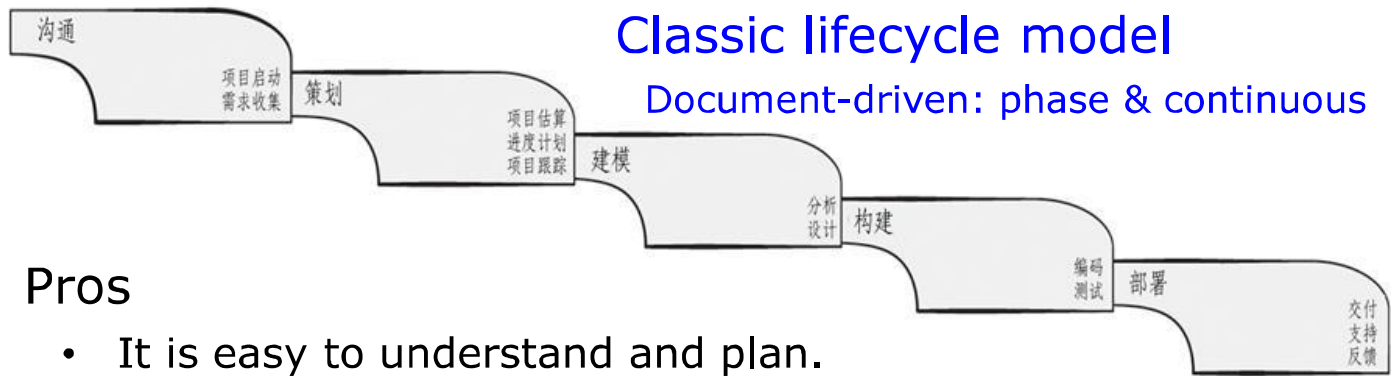 Classic lifecycle model
Document-driven: phase & continuous
沟通
项目启动
需求收集
策划
项目估算
进度计划
项目跟踪
建模
分析
设计
构建
编码
测试
部署
交付
支持
反馈
Pros
• It is easy to understand and plan.